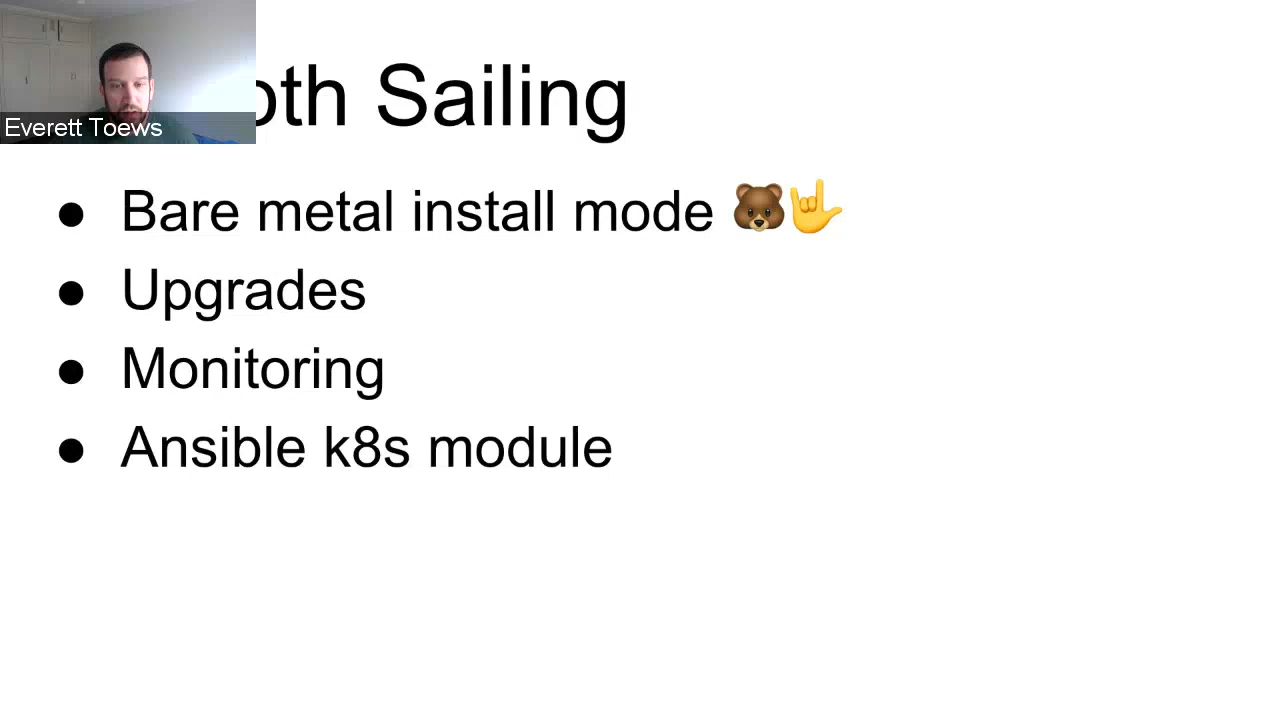 oth Sailing
Everett Toews
● Bare metal install mode 🐻🤟
● Upgrades
● Monitoring
● Ansible k8s module